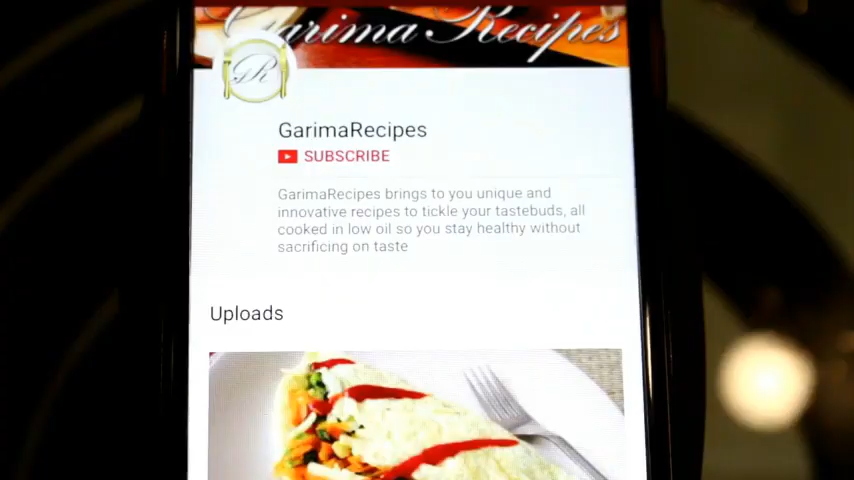 Garima Recipes
GR
GarimaRecipes
SUBSCRIBE
GarimaRecipes brings to you unique and
innovative recipes to tickle your tastebuds, all
cooked in low oil so you stay healthy without
sacrificing on taste
Uploads